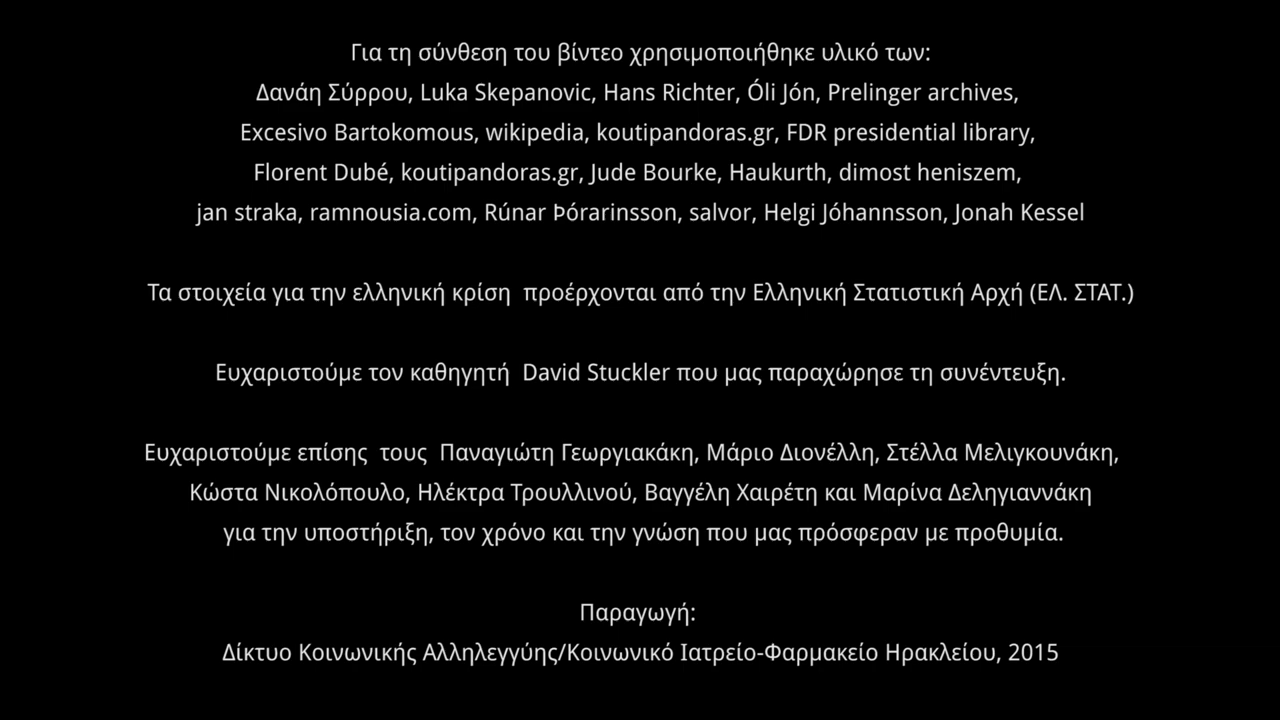 Για τη σύνθεση του βίντεο χρησιμοποιήθηκε υλικό των:
Δανάη Σύρρου, Luka Skepanovic, Hans Richter, Óli Jón, Prelinger archives,
Excesivo Bartokomous, wikipedia, koutipandoras.gr, FDR presidential library,
Florent Dubé, koutipandoras.gr, Jude Bourke, Haukurth, dimost heniszem,
jan straka, ramnousia.com, Rúnar Þórarinsson, salvor, Helgi Jóhannsson, Jonah Kessel
Τα στοιχεία για την ελληνική κρίση  προέρχονται από την Ελληνική Στατιστική Αρχή (ΕΛ. ΣΤΑΤ.)
Ευχαριστούμε τον καθηγητή  David Stuckler που μας παραχώρησε τη συνέντευξη.
Ευχαριστούμε επίσης  τους  Παναγιώτη Γεωργιακάκη, Μάριο Διονέλλη, Στέλλα Μελιγκουνάκη,
Κώστα Νικολόπουλο, Ηλέκτρα Τρουλλινού, Βαγγέλη Χαιρέτη και Μαρίνα Δεληγιαννάκη
για την υποστήριξη, τον χρόνο και την γνώση που μας πρόσφεραν με προθυμία.
Παραγωγή:
Δίκτυο Κοινωνικής Αλληλεγγύης/Κοινωνικό Ιατρείο-Φαρμακείο Ηρακλείου, 2015